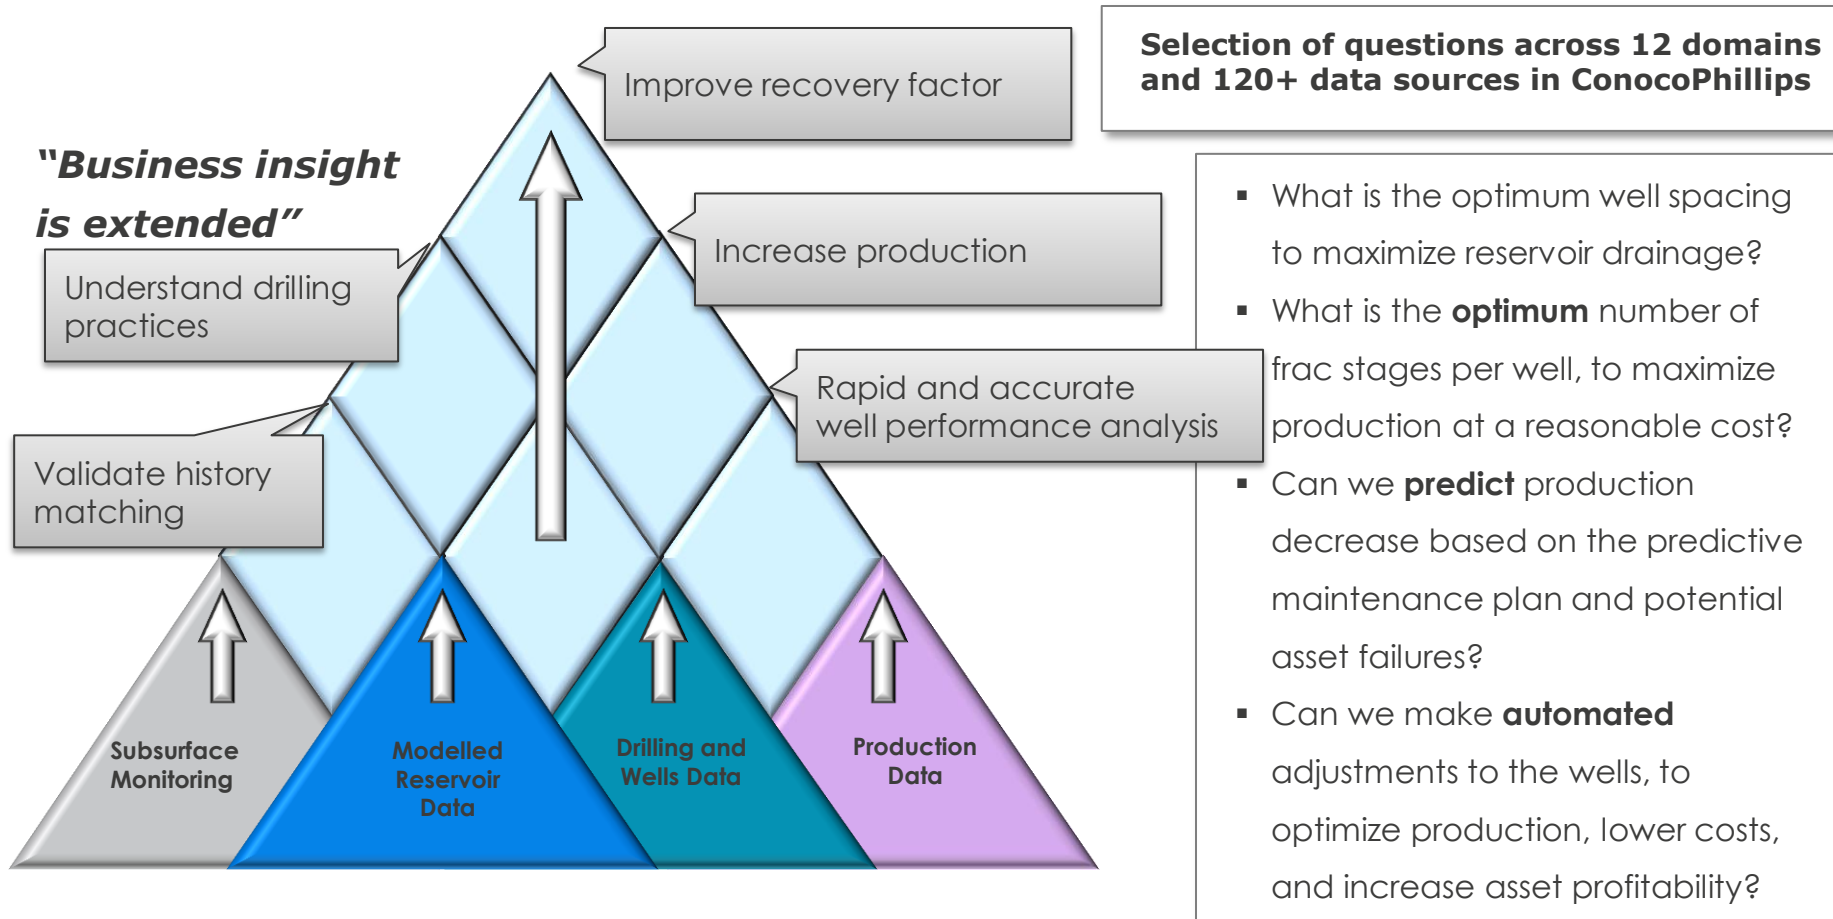 Improve recovery factor
Selection of questions across 12 domains
and 120+ data sources in ConocoPhillips
“Business insight
is extended”
Understand drilling
practices
Increase production
Rapid and accurate
well performance analysis
Validate history
matching
Subsurface
Monitoring
Modelled
Reservoir
Data
Drilling and
Wells Data
Production
Data
▪ What is the optimum well spacing
to maximize reservoir drainage?
▪ What is the optimum number of
frac stages per well, to maximize
production at a reasonable cost?
▪ Can we predict production
decrease based on the predictive
maintenance plan and potential
asset failures?
▪ Can we make automated
adjustments to the wells, to
optimize production, lower costs,
and increase asset profitability?